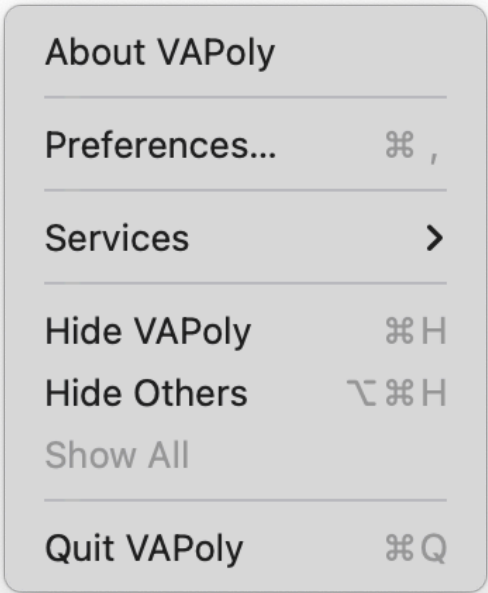 About VAPoly
Preferences... ⌘ ,
Services
Hide VAPoly ⌘H
Hide Others ⌥⌘H
Show All
Quit VAPoly ⌘Q